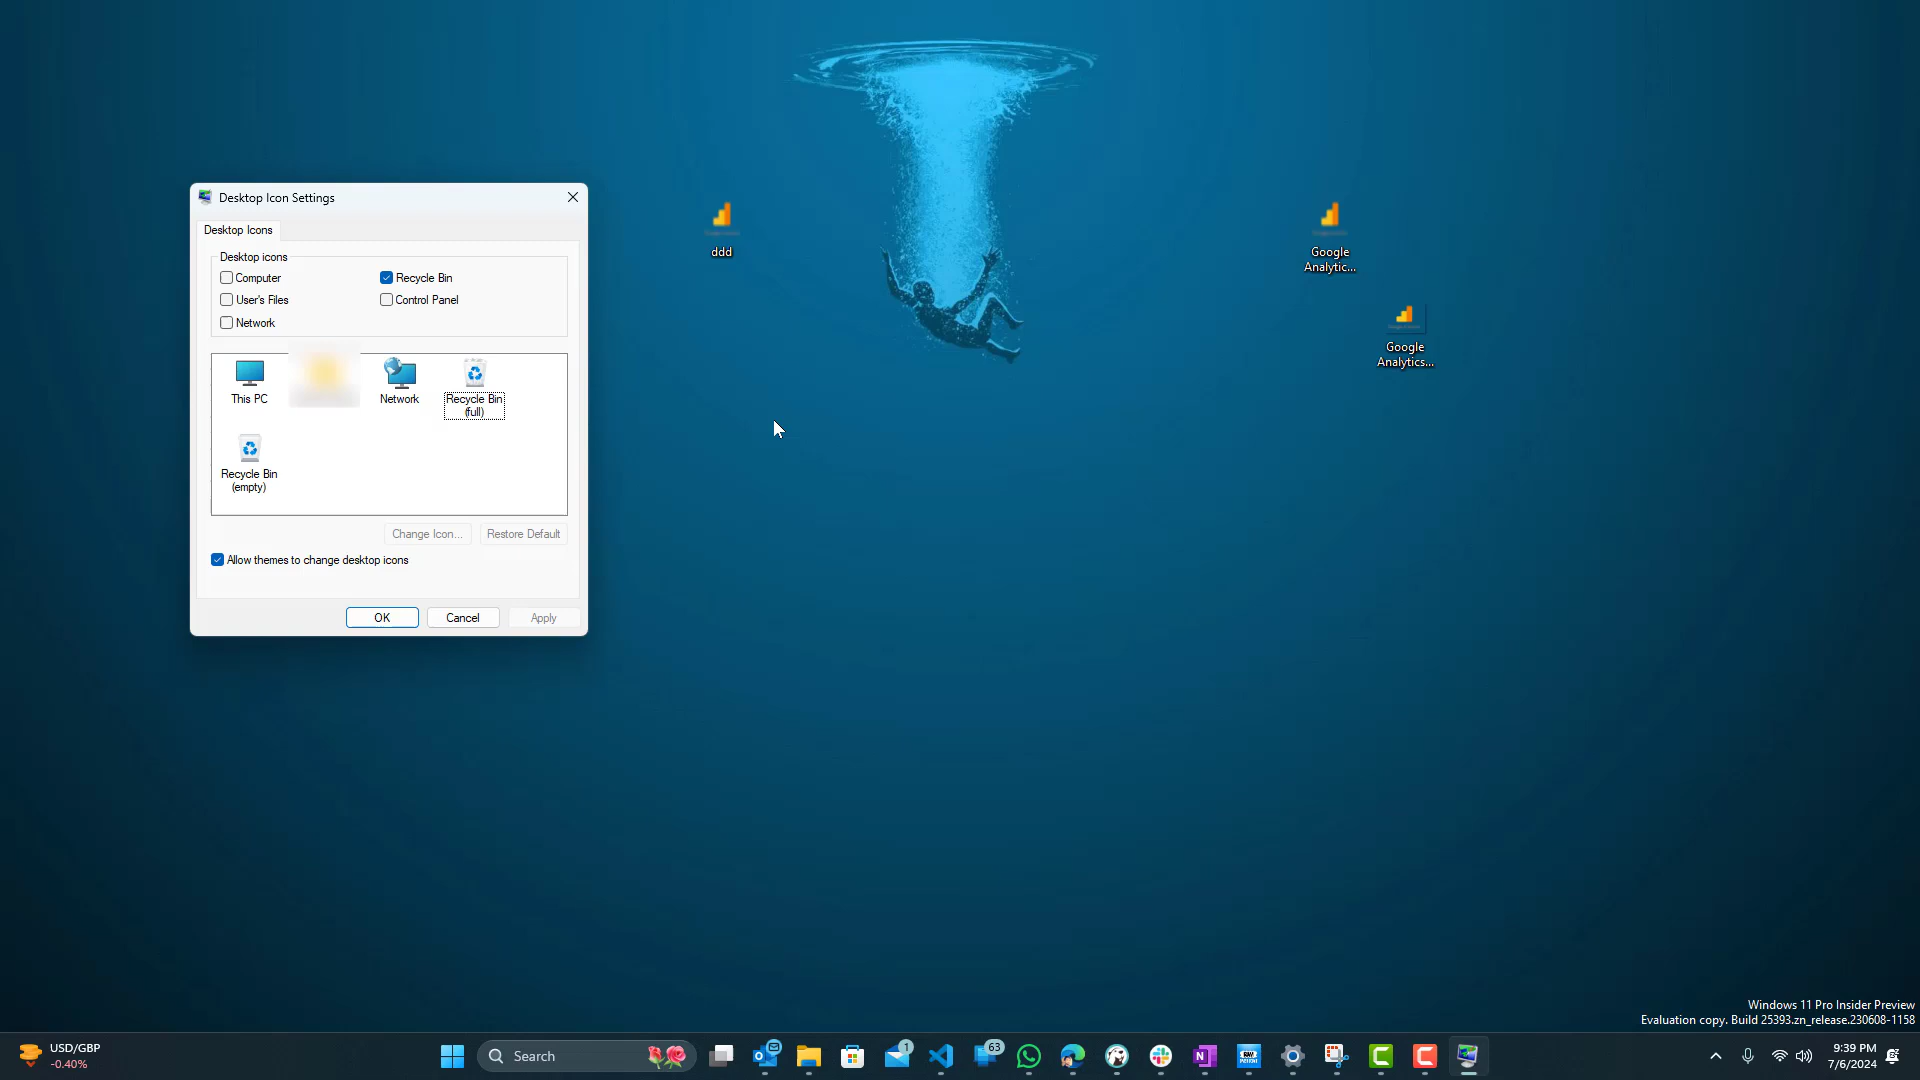 Desktop Icon Settings
Desktop Icons
Desktop icons
Computer
Recycle Bin
User's Files
Control Panel
Network
This PC
Network
Recycle Bin
(full)
Recycle Bin
(empty)
Change Icon...
Restore Default
Allow themes to change desktop icons
OK
Cancel
Apply
ddd
Google
Analytic...
Google
Analytics...
Windows 11 Pro Insider Preview
Evaluation copy. Build 25393.zn_release.230608-1158
USD/GBP
-0.40%
Search
1
63
N
9:39 PM
7/6/2024